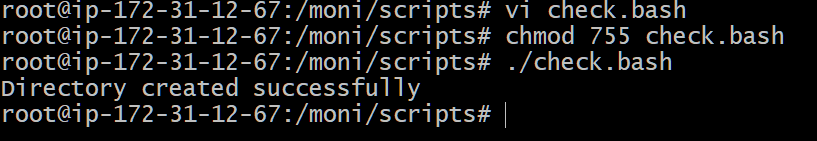 root@ip-172-31-12-67:/moni/scripts# vi check.bash
root@ip-172-31-12-67:/moni/scripts# chmod 755 check.bash
root@ip-172-31-12-67:/moni/scripts# ./check.bash
Directory created successfully
root@ip-172-31-12-67:/moni/scripts#